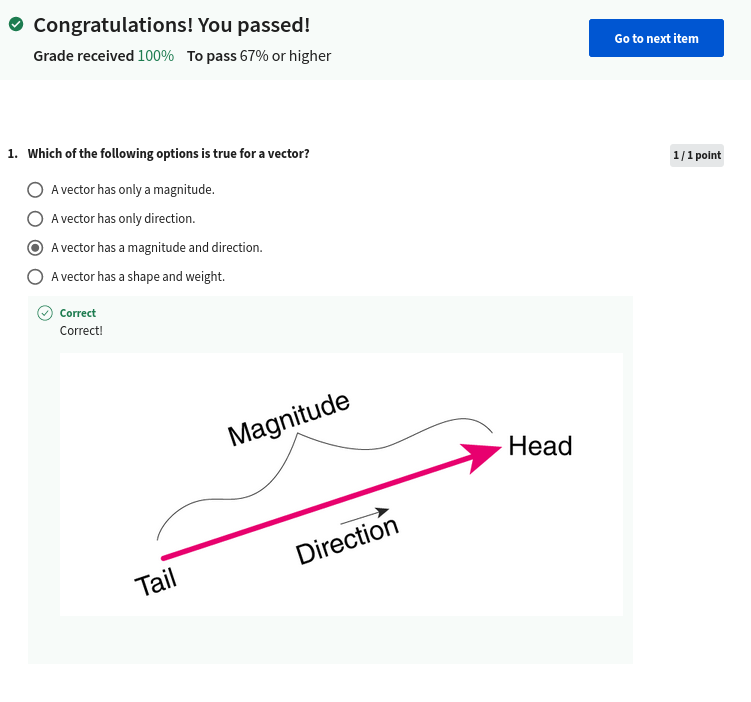 Congratulations! You passed!
Grade received 100% To pass 67% or higher
Go to next item
1. Which of the following options is true for a vector?
1 / 1 point
A vector has only a magnitude.
A vector has only direction.
A vector has a magnitude and direction.
A vector has a shape and weight.
Correct
Correct!
Magnitude
Head
Direction
Tail